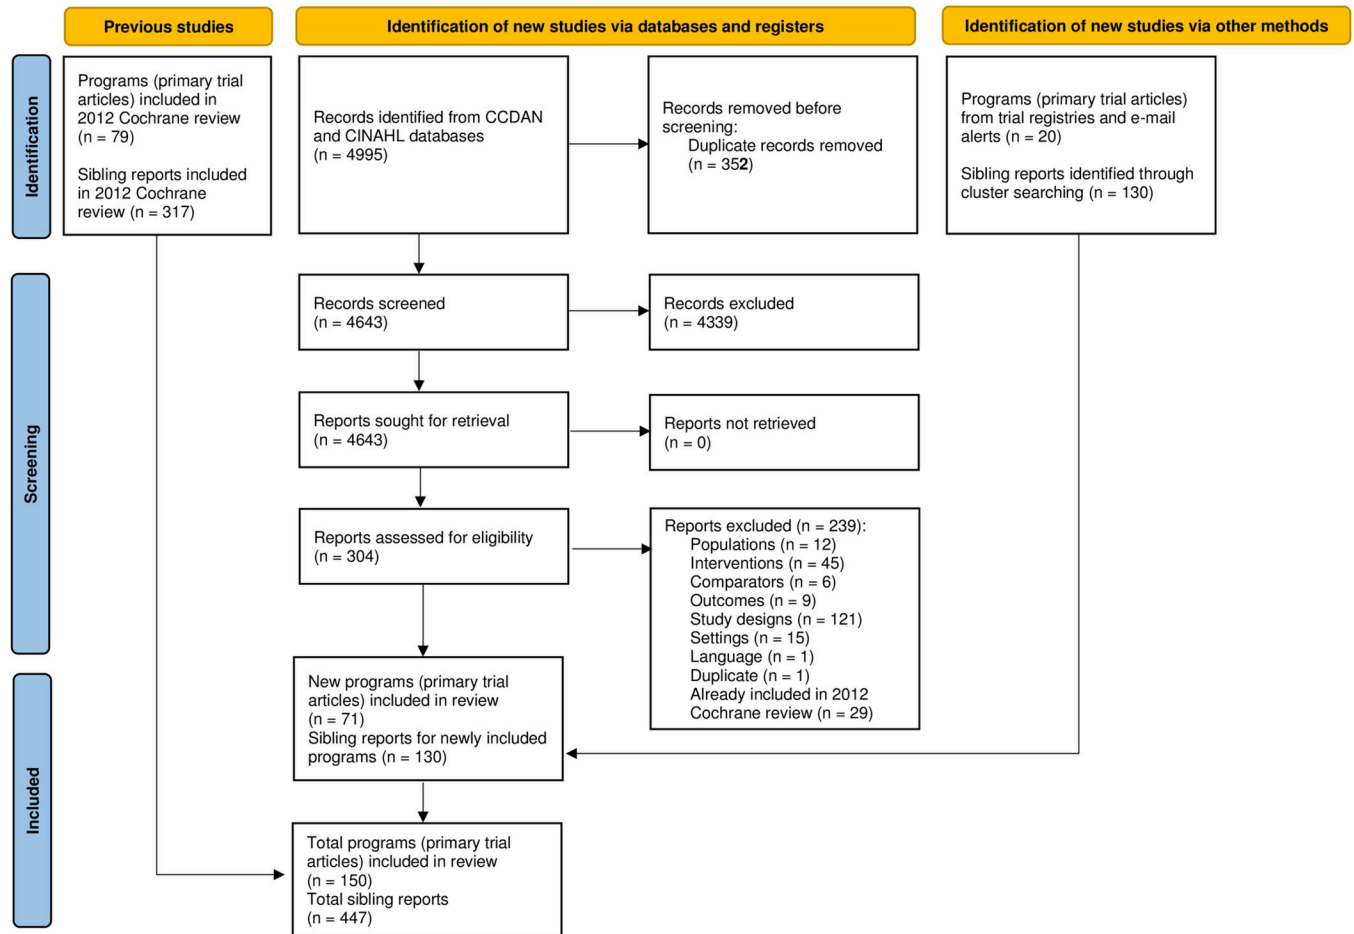 Previous studies
Identification of new studies via databases and registers
Identification of new studies via other methods
Identification
Programs (primary trial
articles) included in
2012 Cochrane review
(n = 79)
Sibling reports included
in 2012 Cochrane
review (n = 317)
Records identified from CCDAN
and CINAHL databases
(n = 4995)
Records removed before
screening:
Duplicate records removed
(n = 352)
Programs (primary trial articles)
from trial registries and e-mail
alerts (n = 20)
Sibling reports identified through
cluster searching (n = 130)
Screening
Records screened
(n = 4643)
Records excluded
(n = 4339)
Reports sought for retrieval
(n = 4643)
Reports not retrieved
(n = 0)
Reports assessed for eligibility
(n = 304)
Reports excluded (n = 239):
Populations (n = 12)
Interventions (n = 45)
Comparators (n = 6)
Outcomes (n = 9)
Study designs (n = 121)
Settings (n = 15)
Language (n = 1)
Duplicate (n = 1)
Already included in 2012
Cochrane review (n = 29)
Included
New programs (primary trial
articles) included in review
(n = 71)
Sibling reports for newly included
programs (n = 130)
Total programs (primary trial
articles) included in review
(n = 150)
Total sibling reports
(n = 447)